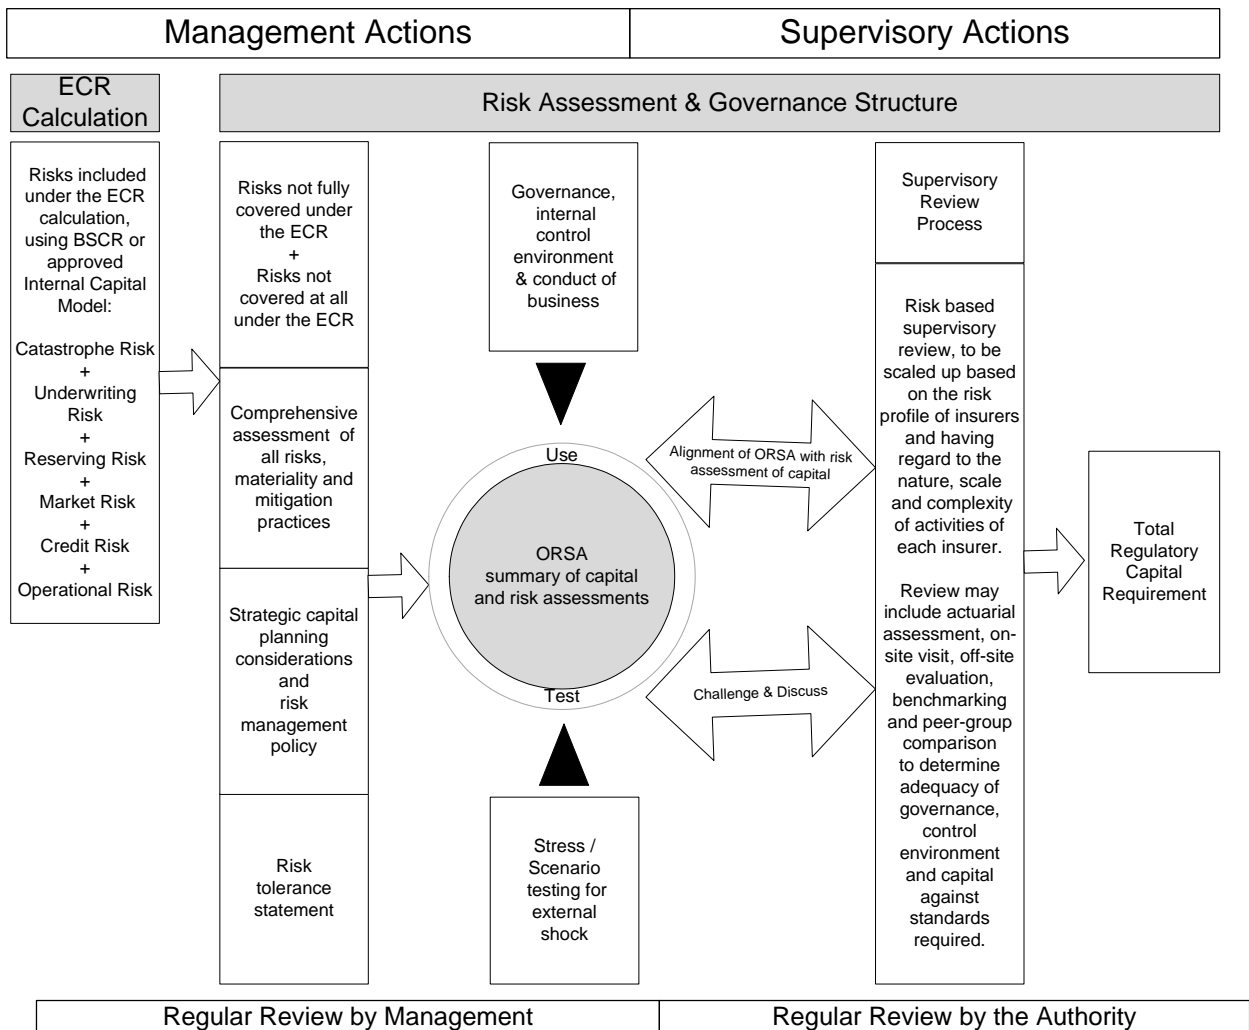 Management Actions
Supervisory Actions
ECR
Calculation
Risk Assessment & Governance Structure
Risks included
under the ECR
calculation,
using BSCR or
approved
Internal Capital
Model:
Catastrophe Risk
+
Underwriting
Risk
+
Reserving Risk
+
Market Risk
+
Credit Risk
+
Operational Risk
Risks not fully
covered under
the ECR
+
Risks not
covered at all
under the ECR
Comprehensive
assessment of
all risks,
materiality and
mitigation
practices
Strategic capital
planning
considerations
and
risk
management
policy
Risk
tolerance
statement
Governance,
internal
control
environment
& conduct of
business
Use
ORSA
summary of capital
and risk assessments
Test
Stress /
Scenario
testing for
external
shock
Alignment of ORSA with risk
assessment of capital
Challenge & Discuss
Supervisory
Review
Process
Risk based
supervisory
review, to be
scaled up based
on the risk
profile of insurers
and having
regard to the
nature, scale
and complexity
of activities of
each insurer.
Review may
include actuarial
assessment, on-
site visit, off-site
evaluation,
benchmarking
and peer-group
comparison
to determine
adequacy of
governance,
control
environment
and capital
against
standards
required.
Total
Regulatory
Capital
Requirement
Regular Review by Management
Regular Review by the Authority